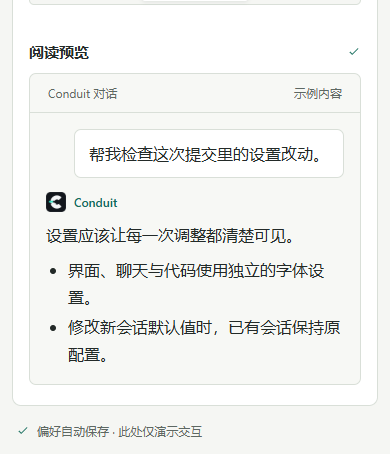 阅读预览
Conduit 对话
示例内容
帮我检查这次提交里的设置改动。
Conduit
设置应该让每一次调整都清楚可见。
界面、聊天与代码使用独立的字体设
置。
修改新会话默认值时，已有会话保持原
配置。
偏好自动保存 · 此处仅演示交互